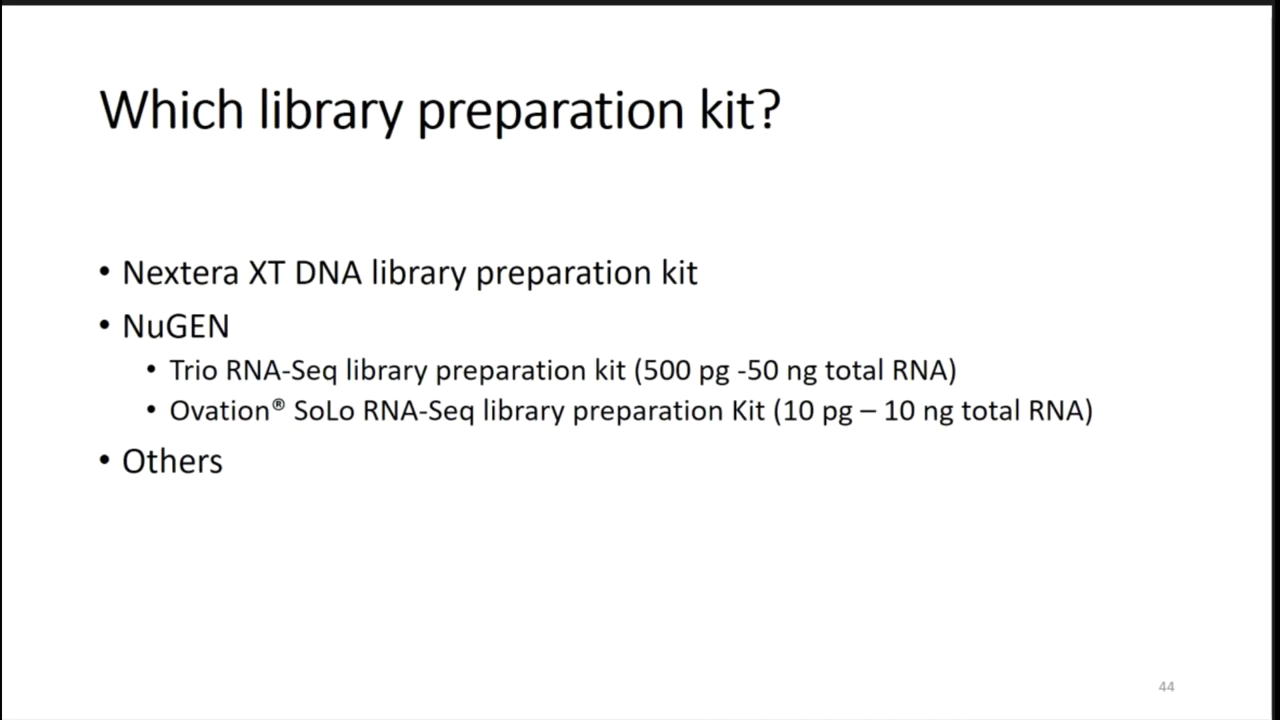 Which library preparation kit?
• Nextera XT DNA library preparation kit
• NuGEN
• Trio RNA-Seq library preparation kit (500 pg -50 ng total RNA)
• Ovation® SoLo RNA-Seq library preparation Kit (10 pg – 10 ng total RNA)
• Others
44